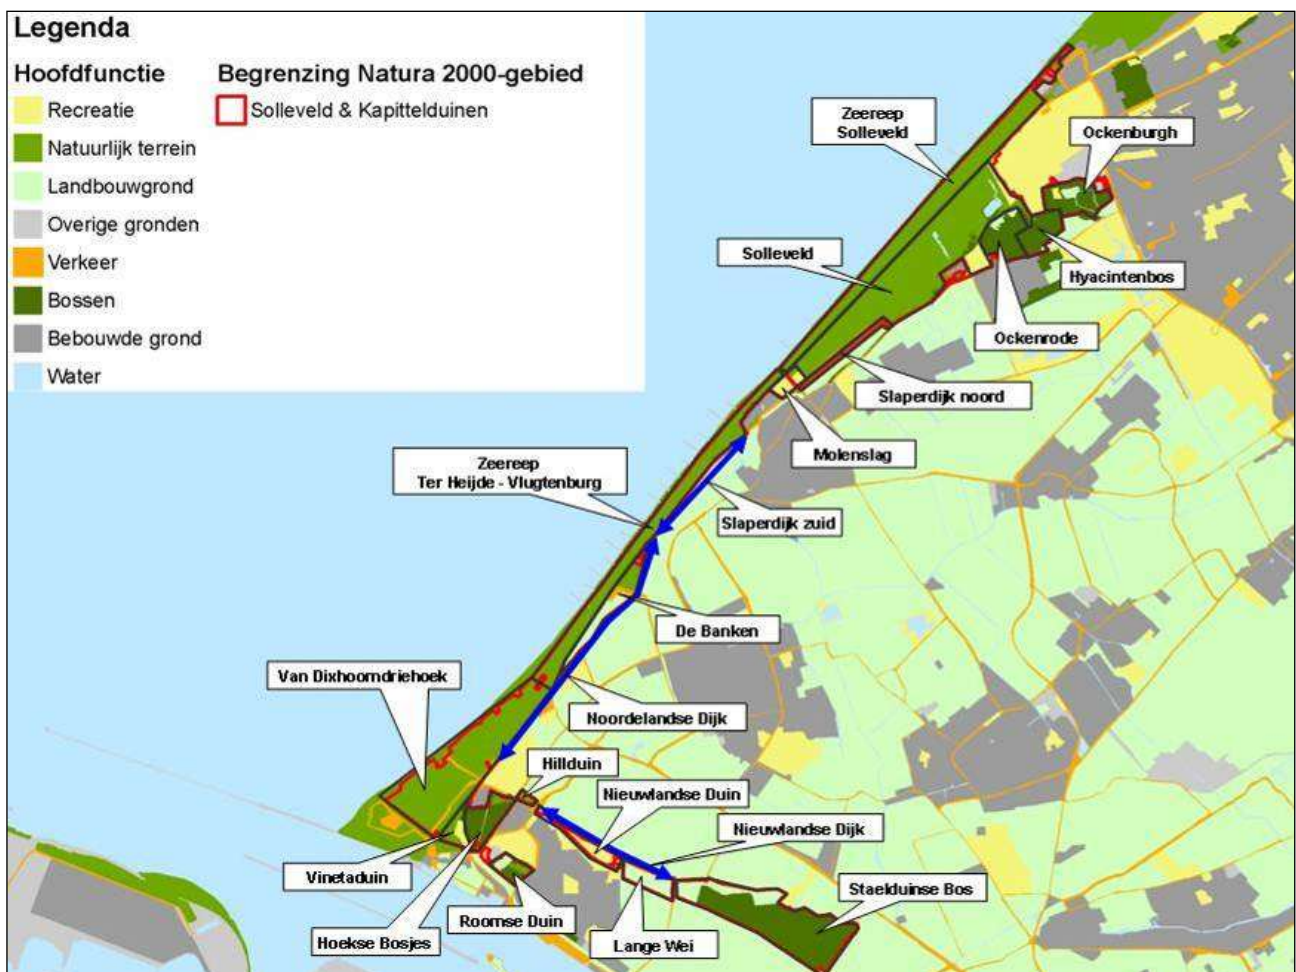 Legenda
Hoofdfunctie
Recreatie
Natuurlijk terrein
Landbouwgrond
Overige gronden
Verkeer
Bossen
Bebouwde grond
Water
Begrenzing Natura 2000-gebied
Solleveld & Kapittelduinen
Zeereep
Solleveld
Ockenburgh
Solleveld
Hyacintenbos
Ockenrode
Slaperdijk noord
Molenslag
Zeereep
Ter Heijde - Vlugtenburg
Slaperdijk zuid
De Banken
Van Dixhoorndriehoek
Noordelandse Dijk
Hillduin
Nieuwlandse Duin
Nieuwlandse Dijk
Vinetaduin
Staelduinse Bos
Roomse Duin
Hoekse Bosjes
Lange Wei